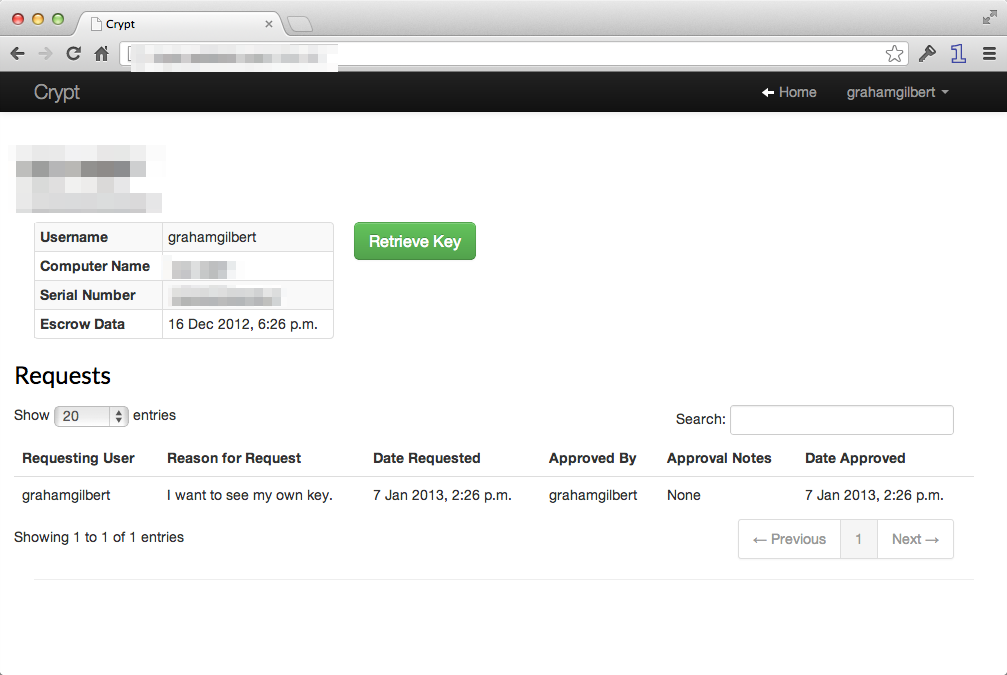 Crypt
Crypt
Home
grahamgilbert
Username grahamgilbert
Retrieve Key
Computer Name
Serial Number
Escrow Data 16 Dec 2012, 6:26 p.m.
Requests
Show 20 entries
Search:
Requesting User Reason for Request Date Requested Approved By Approval Notes Date Approved
grahamgilbert I want to see my own key. 7 Jan 2013, 2:26 p.m. grahamgilbert None 7 Jan 2013, 2:26 p.m.
Showing 1 to 1 of 1 entries
← Previous 1 Next →